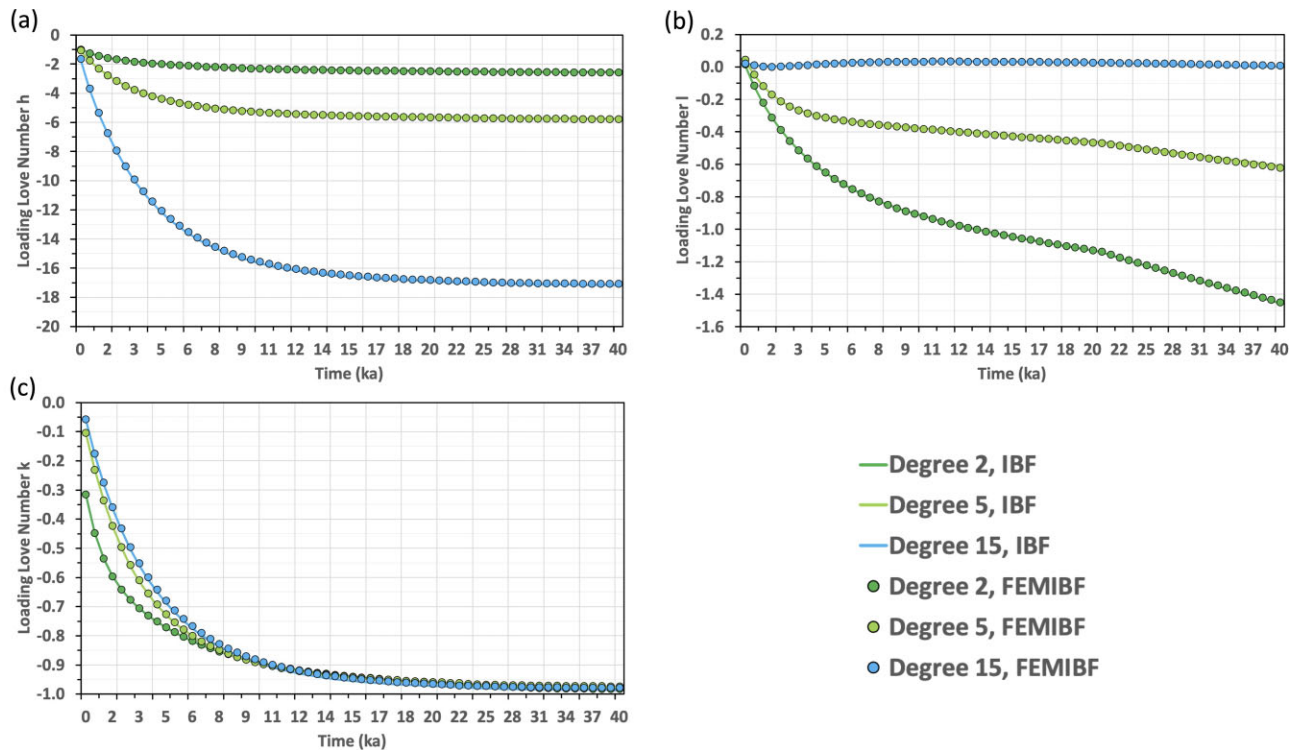 (a)
0
-2
-4
-6
-8
-10
-12
-14
-16
-18
-20
Loading Love Number h
0 2 3 5 6 8 9 11 12 14 15 17 18 20 22 25 28 31 34 37 40
Time (ka)
(b)
0.2
0.0
-0.2
-0.4
-0.6
-0.8
-1.0
-1.2
-1.4
-1.6
Loading Love Number l
0 2 3 5 6 8 9 11 12 14 15 17 18 20 22 25 28 31 34 37 40
Time (ka)
(c)
0.0
-0.1
-0.2
-0.3
-0.4
-0.5
-0.6
-0.7
-0.8
-0.9
-1.0
Loading Love Number k
0 2 3 5 6 8 9 11 12 14 15 17 18 20 22 25 28 31 34 37 40
Time (ka)
Degree 2, IBF
Degree 5, IBF
Degree 15, IBF
Degree 2, FEMIBF
Degree 5, FEMIBF
Degree 15, FEMIBF